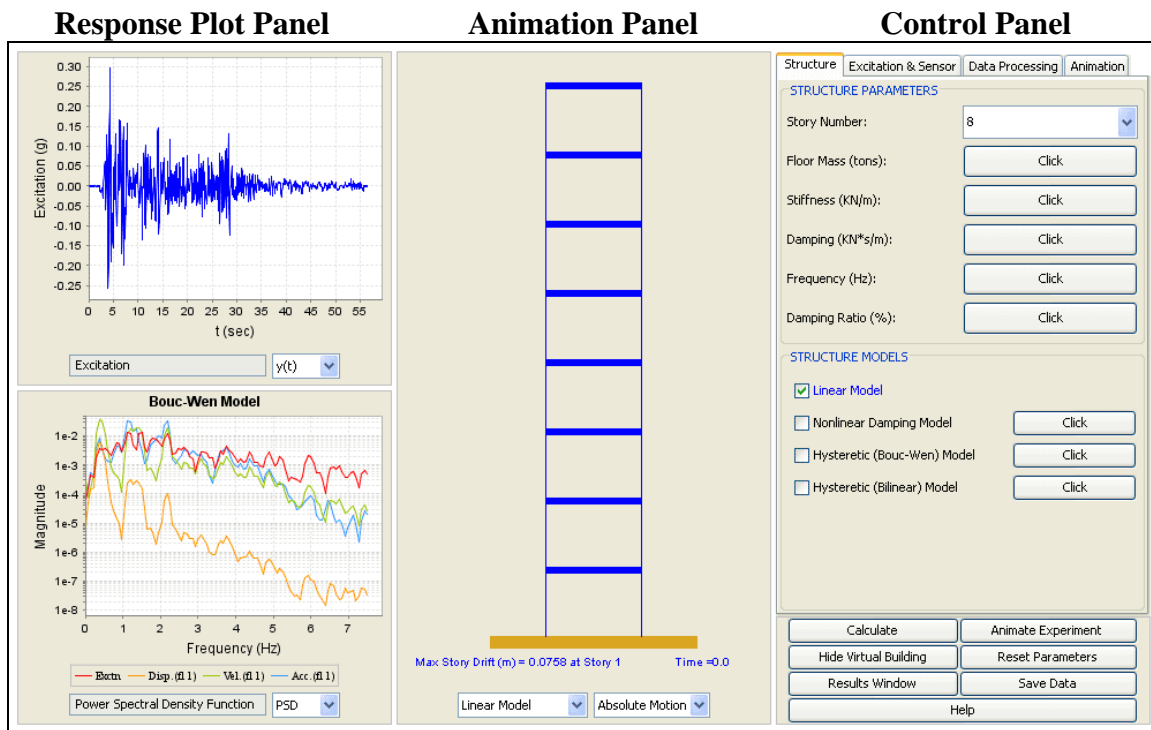 Response Plot Panel
Animation Panel
Control Panel
0.30
0.25
0.20
0.15
0.10
0.05
0.00
-0.05
-0.10
-0.15
-0.20
-0.25
Excitation (g)
0 5 10 15 20 25 30 35 40 45 50 55
t (sec)
Excitation
y(t)
Bouc-Wen Model
1e-2
1e-3
1e-4
1e-5
1e-6
1e-7
1e-8
Magnitude
0 1 2 3 4 5 6 7
Frequency (Hz)
Extn Disp.(fl 1) Vel.(fl 1) Acc.(fl 1)
Power Spectral Density Function
PSD
Max Story Drift (m) = 0.0758 at Story 1
Time =0.0
Linear Model
Absolute Motion
Structure
Excitation & Sensor
Data Processing
Animation
STRUCTURE PARAMETERS
Story Number:
8
Floor Mass (tons):
Click
Stiffness (KN/m):
Click
Damping (KN*s/m):
Click
Frequency (Hz):
Click
Damping Ratio (%):
Click
STRUCTURE MODELS
Linear Model
Nonlinear Damping Model
Click
Hysteretic (Bouc-Wen) Model
Click
Hysteretic (Bilinear) Model
Click
Calculate
Animate Experiment
Hide Virtual Building
Reset Parameters
Results Window
Save Data
Help